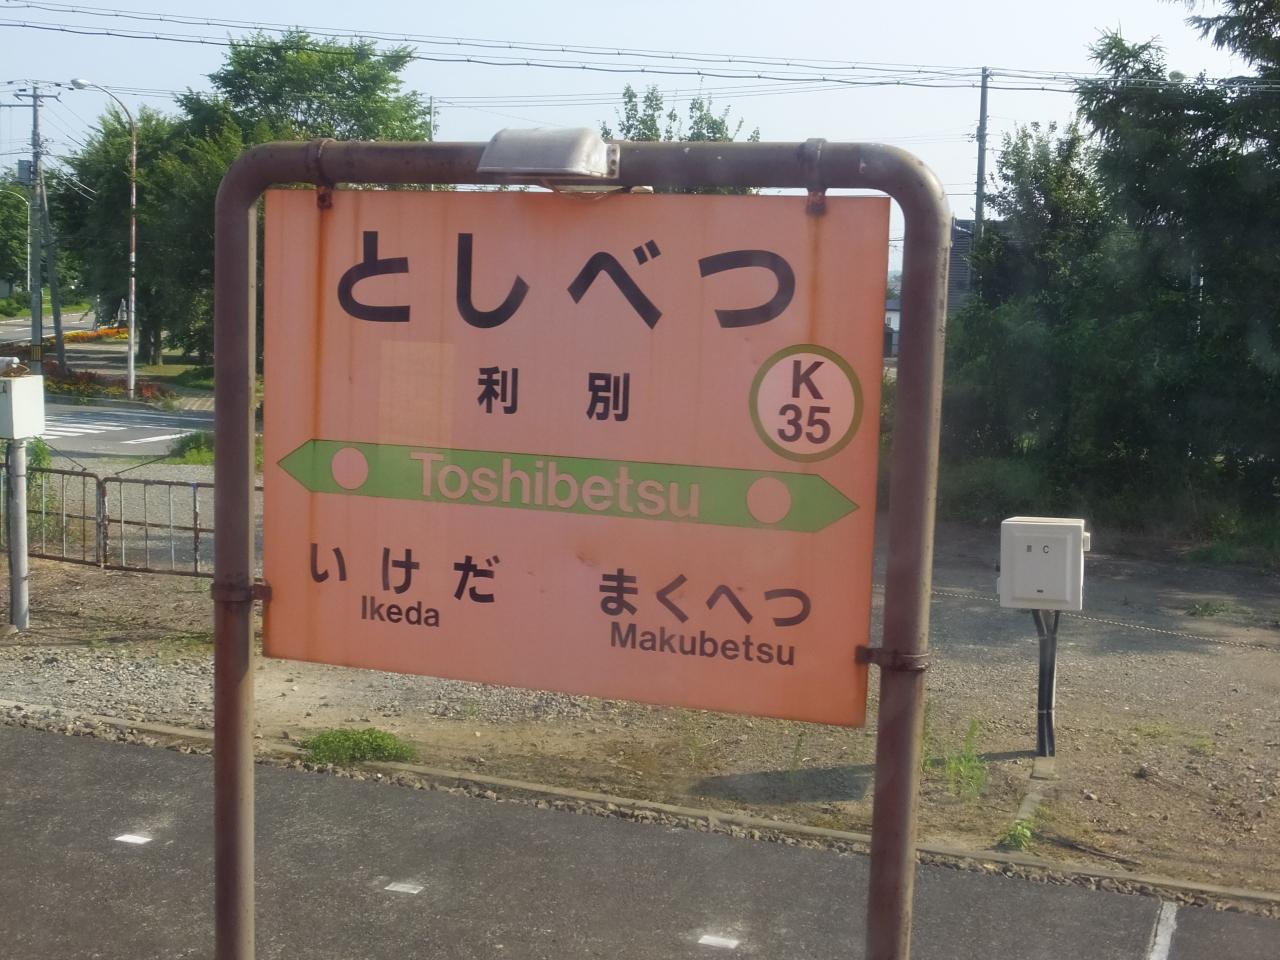 としべつ
利別
K
35
Toshibetsu
いけだ
Ikeda
まくべつ
Makubetsu
C